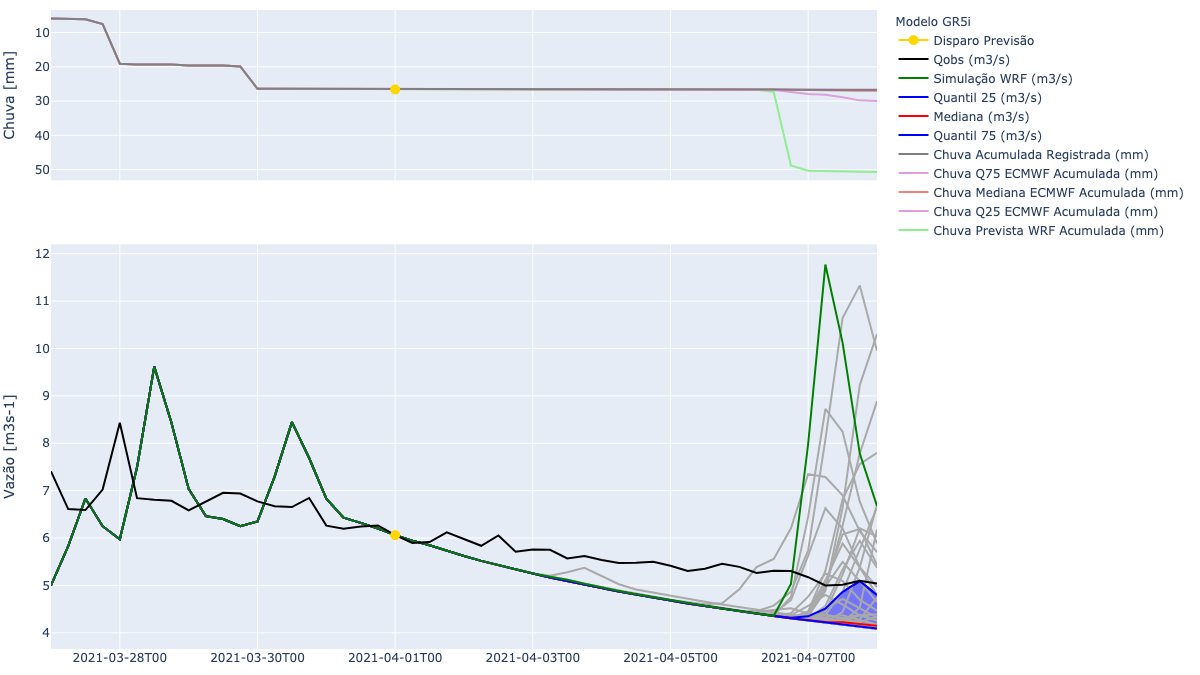 Chuva [mm]
10
20
30
40
50
Modelo GR5i
Disparo Previsão
Qobs (m3/s)
Simulação WRF (m3/s)
Quantil 25 (m3/s)
Mediana (m3/s)
Quantil 75 (m3/s)
Chuva Acumulada Registrada (mm)
Chuva Q75 ECMWF Acumulada (mm)
Chuva Mediana ECMWF Acumulada (mm)
Chuva Q25 ECMWF Acumulada (mm)
Chuva Prevista WRF Acumulada (mm)
Vazão [m3s-1]
12
11
10
9
8
7
6
5
4
2021-03-28T00
2021-03-30T00
2021-04-01T00
2021-04-03T00
2021-04-05T00
2021-04-07T00